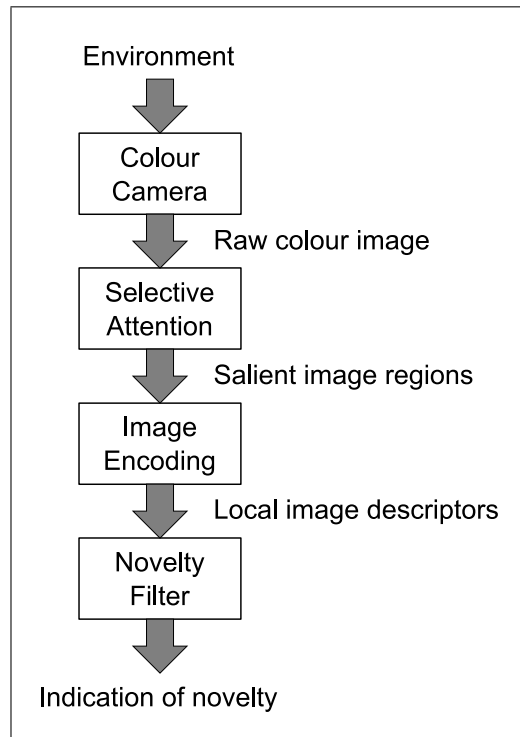 Environment
Colour
Camera
Raw colour image
Selective
Attention
Salient image regions
Image
Encoding
Local image descriptors
Novelty
Filter
Indication of novelty